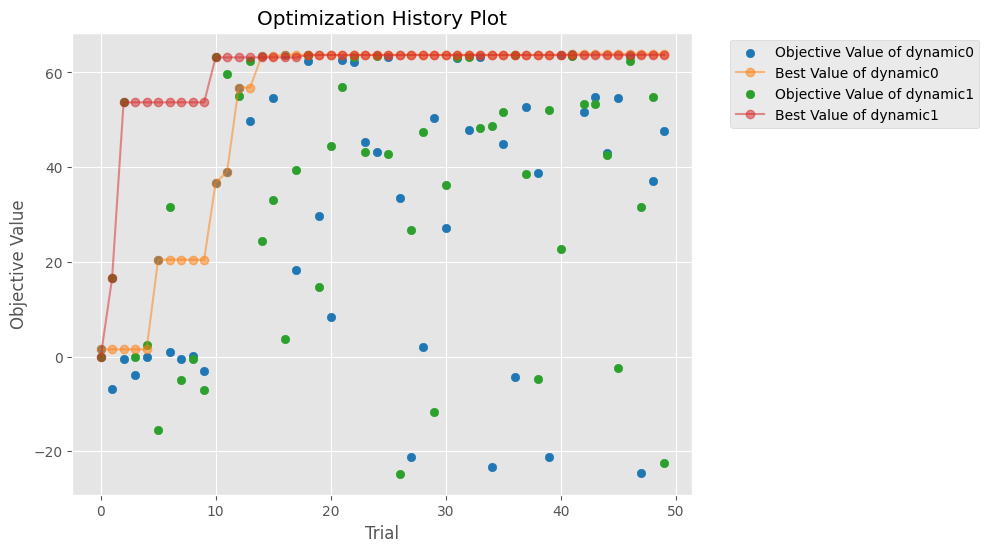 Optimization History Plot
Objective Value of dynamic0
Best Value of dynamic0
Objective Value of dynamic1
Best Value of dynamic1
60
40
20
0
−20
Objective Value
0 10 20 30 40 50
Trial